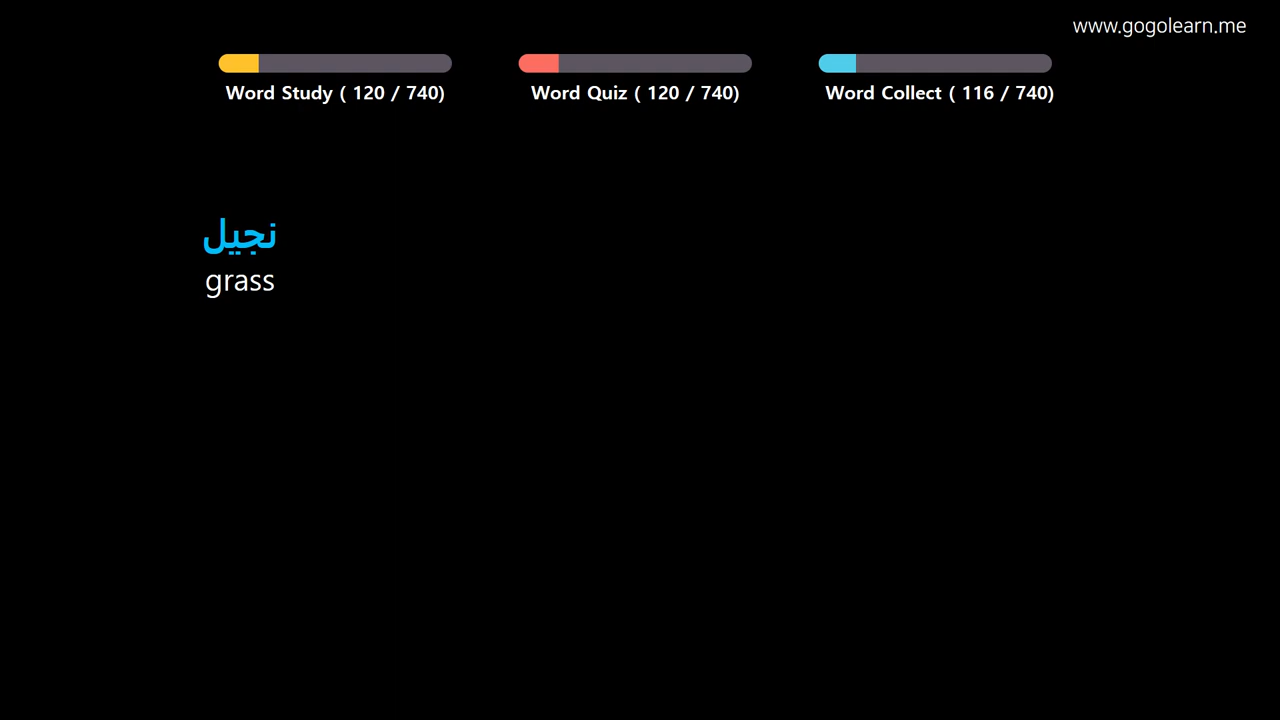 www.gogolearn.me
Word Study ( 120 / 740)
Word Quiz ( 120 / 740)
Word Collect ( 116 / 740)
نجيل
grass